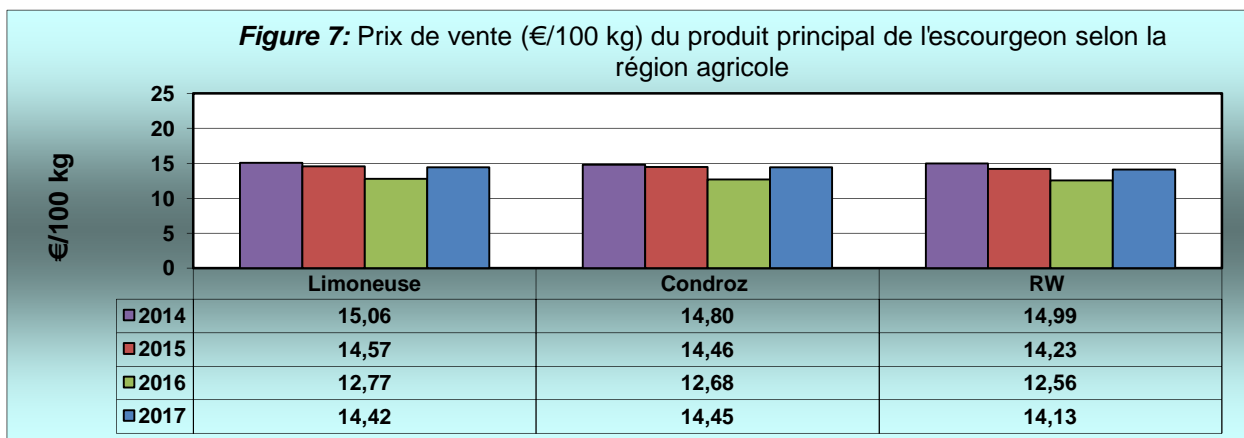 Figure 7: Prix de vente (€/100 kg) du produit principal de l'escourgeon selon la
région agricole
€/100 kg
25
20
15
10
5
0
Limoneuse Condroz RW
2014 15,06 14,80 14,99
2015 14,57 14,46 14,23
2016 12,77 12,68 12,56
2017 14,42 14,45 14,13